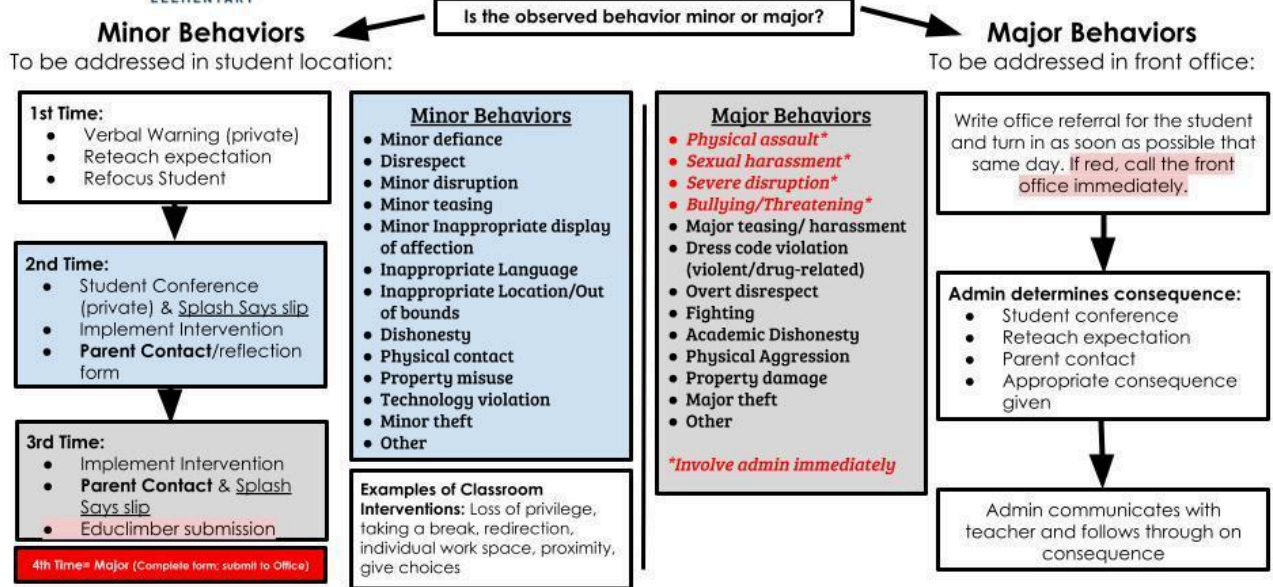 ELEMENTARY
Is the observed behavior minor or major?
Minor Behaviors
To be addressed in student location:
Major Behaviors
To be addressed in front office:
1st Time:
● Verbal Warning (private)
● Reteach expectation
● Refocus Student
2nd Time:
● Student Conference
(private) & Splash Says slip
● Implement Intervention
● Parent Contact/reflection
form
3rd Time:
● Implement Intervention
● Parent Contact & Splash
Says slip
● Educlimber submission
4th Time= Major (Complete form; submit to Office)
Minor Behaviors
● Minor defiance
● Disrespect
● Minor disruption
● Minor teasing
● Minor Inappropriate display
of affection
● Inappropriate Language
● Inappropriate Location/Out
of bounds
● Dishonesty
● Physical contact
● Property misuse
● Technology violation
● Minor theft
● Other
Examples of Classroom
Interventions: Loss of privilege,
taking a break, redirection,
individual work space, proximity,
give choices
Major Behaviors
● Physical assault*
● Sexual harassment*
● Severe disruption*
● Bullying/Threatening*
● Major teasing/ harassment
● Dress code violation
(violent/drug-related)
● Overt disrespect
● Fighting
● Academic Dishonesty
● Physical Aggression
● Property damage
● Major theft
● Other
*Involve admin immediately
Write office referral for the student
and turn in as soon as possible that
same day. If red, call the front
office immediately.
Admin determines consequence:
● Student conference
● Reteach expectation
● Parent contact
● Appropriate consequence
given
Admin communicates with
teacher and follows through on
consequence